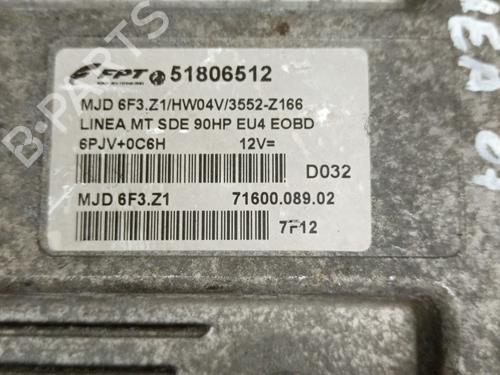 FPT 51806512
MJD 6F3.Z1/HW04V/3552-Z166
LINEA MT SDE 90HP EU4 EOBD
6PJV+0C6H 12V=
D032
MJD 6F3.Z1 71600.089.02
7F12
B-PARTS